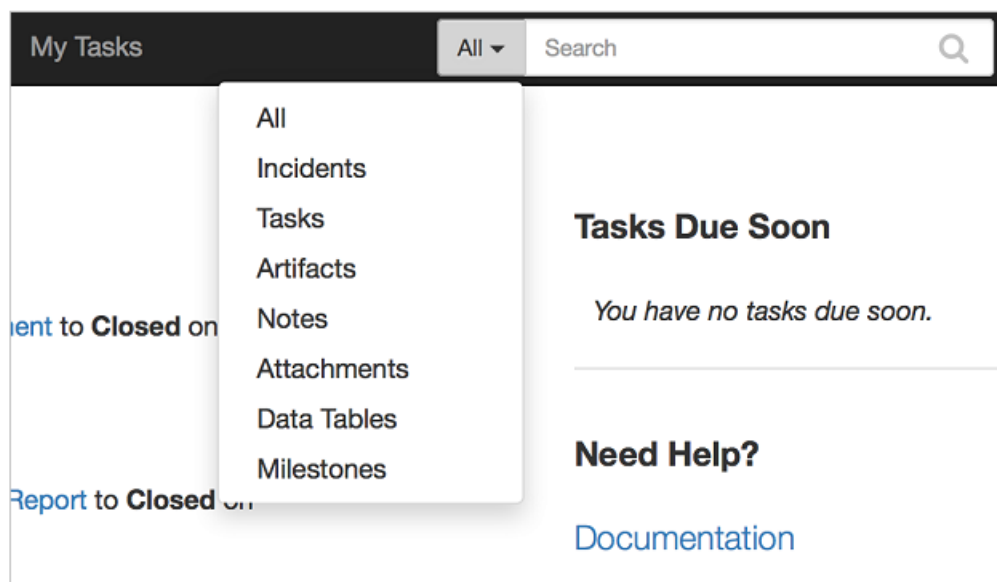 My Tasks
All
Search
All
Incidents
Tasks
Artifacts
Notes
Attachments
Data Tables
Milestones
to Closed on
Report to Closed on
Tasks Due Soon
You have no tasks due soon.
Need Help?
Documentation